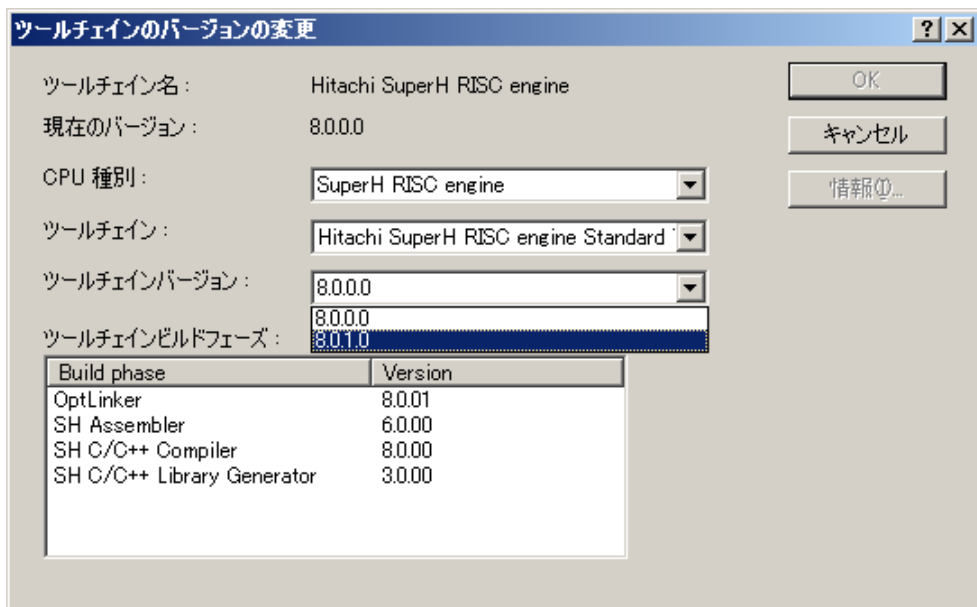 ツールチェインのバージョンの変更
ツールチェイン名： Hitachi SuperH RISC engine OK
現在のバージョン： 8.0.0.0 キャンセル
CPU 種別： SuperH RISC engine 情報(I)...
ツールチェイン： Hitachi SuperH RISC engine Standard
ツールチェインバージョン： 8.0.0.0
8.0.0.0
ツールチェインビルドフェーズ： 8.0.1.0
Build phase Version
OptLinker 8.0.01
SH Assembler 6.0.00
SH C/C++ Compiler 8.0.00
SH C/C++ Library Generator 3.0.00